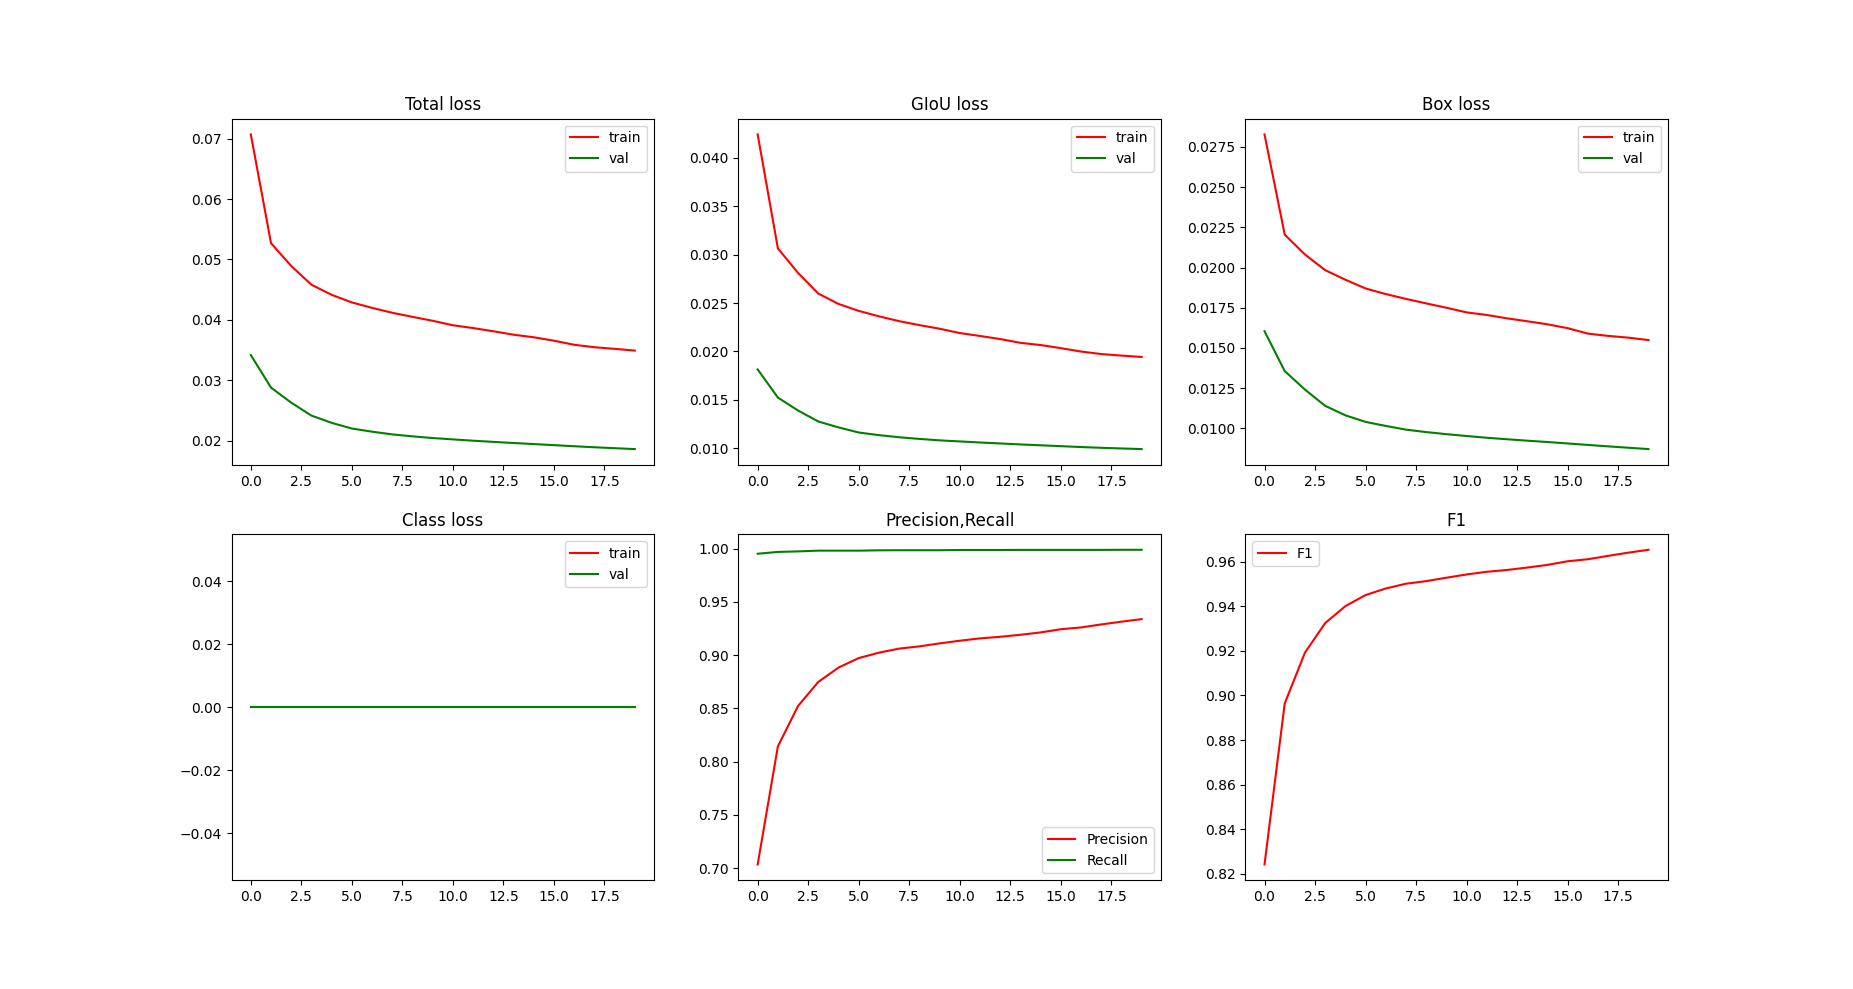 Total loss
0.07
0.06
0.05
0.04
0.03
0.02
0.0 2.5 5.0 7.5 10.0 12.5 15.0 17.5
train
val
GIoU loss
0.040
0.035
0.030
0.025
0.020
0.015
0.010
0.0 2.5 5.0 7.5 10.0 12.5 15.0 17.5
train
val
Box loss
0.0275
0.0250
0.0225
0.0200
0.0175
0.0150
0.0125
0.0100
0.0 2.5 5.0 7.5 10.0 12.5 15.0 17.5
train
val
Class loss
0.04
0.02
0.00
−0.02
−0.04
0.0 2.5 5.0 7.5 10.0 12.5 15.0 17.5
train
val
Precision,Recall
1.00
0.95
0.90
0.85
0.80
0.75
0.70
0.0 2.5 5.0 7.5 10.0 12.5 15.0 17.5
Precision
Recall
F1
0.96
0.94
0.92
0.90
0.88
0.86
0.84
0.82
0.0 2.5 5.0 7.5 10.0 12.5 15.0 17.5
F1